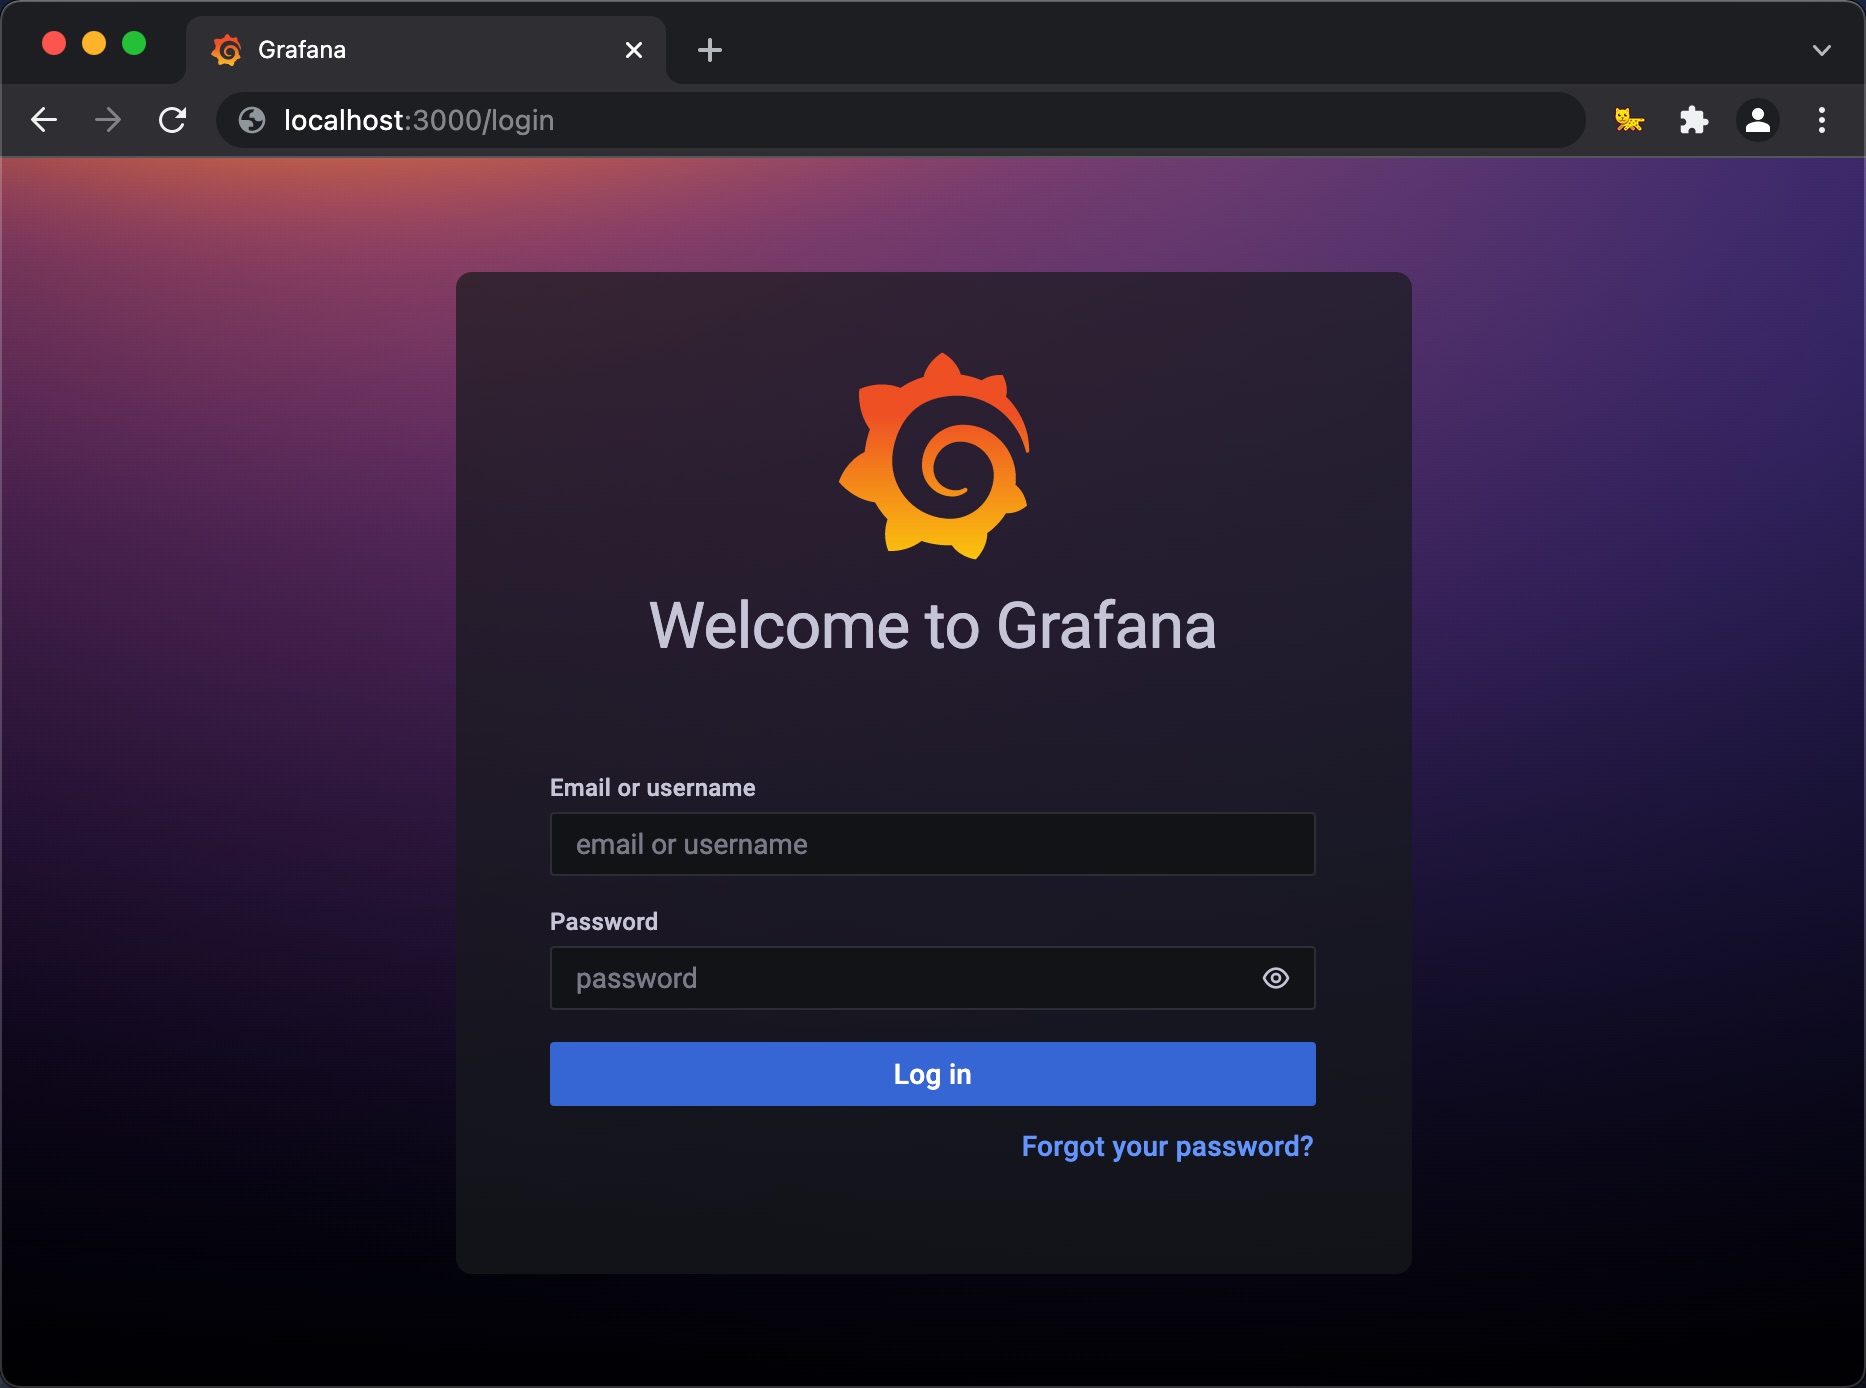 Grafana
localhost:3000/login
Welcome to Grafana
Email or username
email or username
Password
password
Log in
Forgot your password?